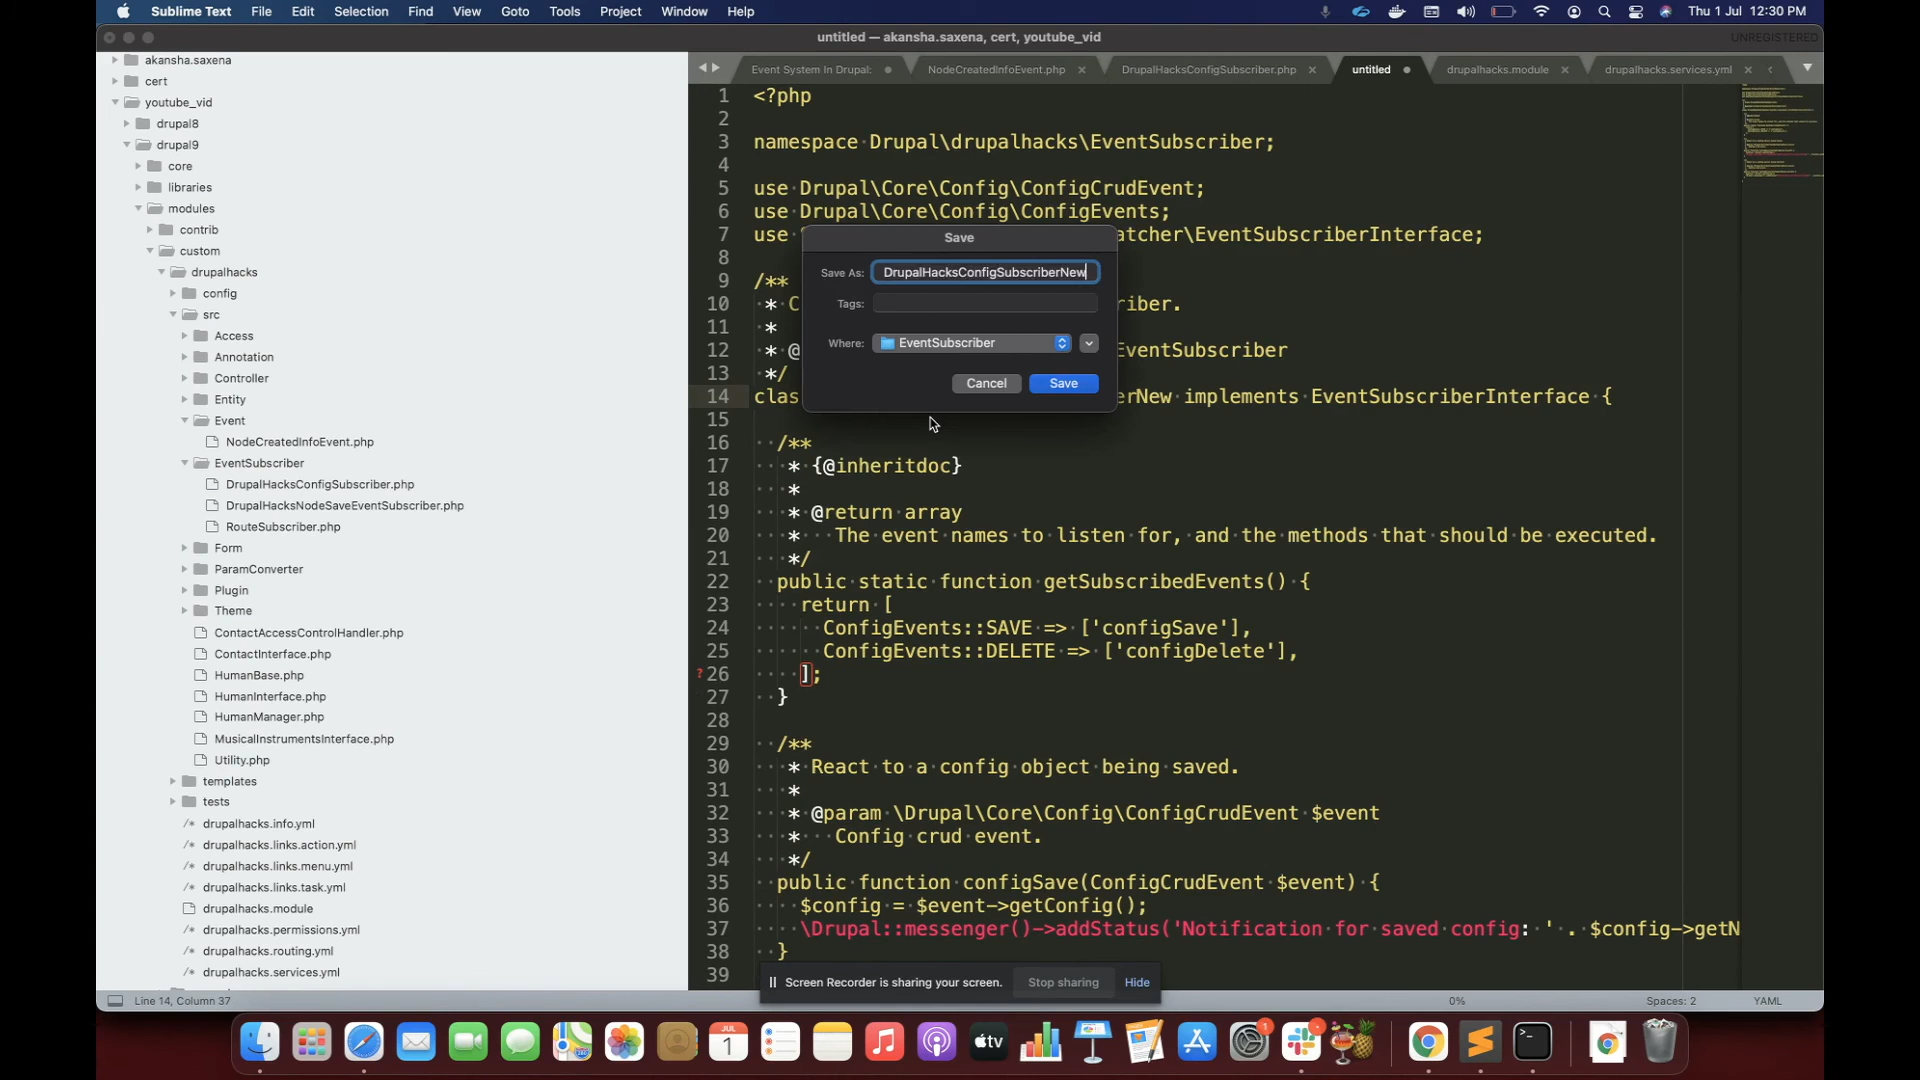 Sublime Text File Edit Selection Find View Goto Tools Project Window Help Thu 1 Jul 12:30 PM
untitled — akansha.saxena, cert, youtube_vid UNREGISTERED
akansha.saxena
cert
youtube_vid
drupal8
drupal9
core
libraries
modules
contrib
custom
drupalhacks
config
src
Access
Annotation
Controller
Entity
Event
NodeCreatedInfoEvent.php
EventSubscriber
DrupalHacksConfigSubscriber.php
DrupalHacksNodeSaveEventSubscriber.php
RouteSubscriber.php
Form
ParamConverter
Plugin
Theme
ContactAccessControlHandler.php
ContactInterface.php
HumanBase.php
HumanInterface.php
HumanManager.php
MusicalInstrumentsInterface.php
Utility.php
templates
tests
/* drupalhacks.info.yml
/* drupalhacks.links.action.yml
/* drupalhacks.links.menu.yml
/* drupalhacks.links.task.yml
drupalhacks.module
/* drupalhacks.permissions.yml
/* drupalhacks.routing.yml
/* drupalhacks.services.yml
Event System In Drupal: NodeCreatedInfoEvent.php DrupalHacksConfigSubscriber.php untitled drupalhacks.module drupalhacks.services.yml
1 <?php
2
3 namespace Drupal\drupalhacks\EventSubscriber;
4
5 use Drupal\Core\Config\ConfigCrudEvent;
6 use Drupal\Core\Config\ConfigEvents;
7 use atcher\EventSubscriberInterface;
8
9 /**
10 * C iber.
11 *
12 * @ EventSubscriber
13 */
14 clas erNew implements EventSubscriberInterface {
15
16 /**
17 * {@inheritdoc}
18 *
19 * @return array
20 * The event names to listen for, and the methods that should be executed.
21 */
22 public static function getSubscribedEvents() {
23 return [
24 ConfigEvents::SAVE => ['configSave'],
25 ConfigEvents::DELETE => ['configDelete'],
? 26 ];
27 }
28
29 /**
30 * React to a config object being saved.
31 *
32 * @param \Drupal\Core\Config\ConfigCrudEvent $event
33 * Config crud event.
34 */
35 public function configSave(ConfigCrudEvent $event) {
36 $config = $event->getConfig();
37 \Drupal::messenger()->addStatus('Notification for saved config: ' . $config->getN
38 }
39
Save
Save As: DrupalHacksConfigSubscriberNew
Tags:
Where: EventSubscriber
Cancel Save
Screen Recorder is sharing your screen. Stop sharing Hide
Line 14, Column 37 0% Spaces: 2 YAML
JUL
1
tv
1